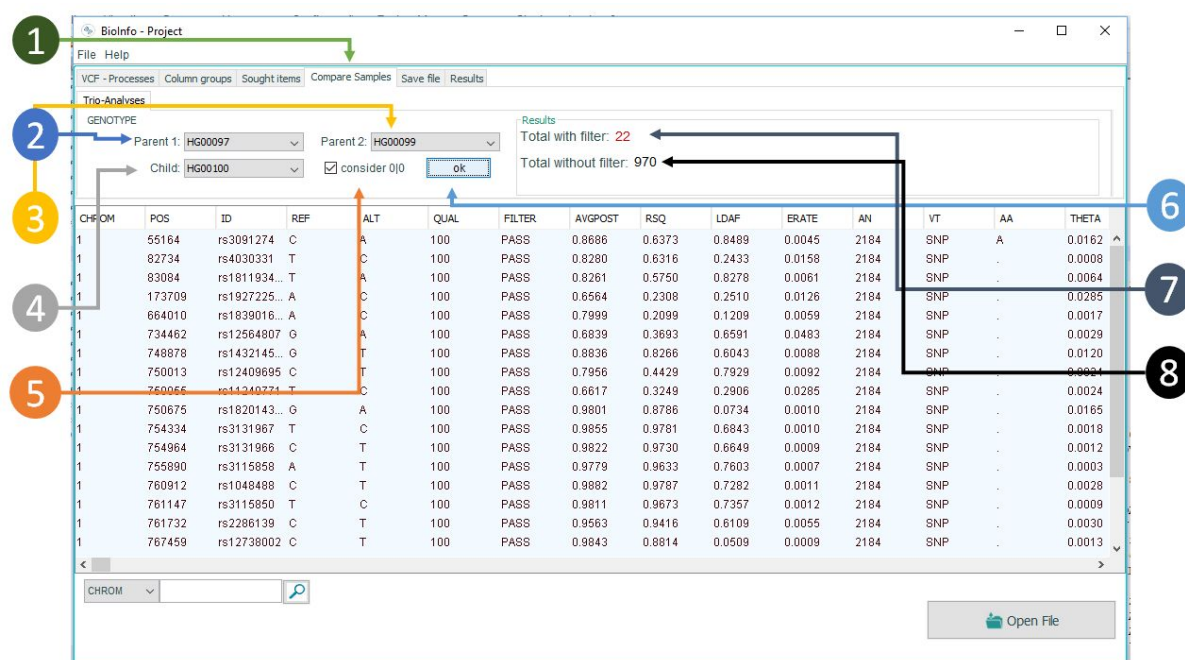 1
BioInfo - Project
File Help
VCF - Processes Column groups Sought items Compare Samples Save file Results
Trio-Analyses
GENOTYPE Results
2
Parent 1: HG00097 Parent 2: HG00099 Total with filter: 22
Child: HG00100 consider 0|0 ok Total without filter: 970
3
6
CHROM POS ID REF ALT QUAL FILTER AVGPOST RSQ LDAF ERATE AN VT AA THETA
1 55164 rs3091274 C A 100 PASS 0.8686 0.6373 0.8489 0.0045 2184 SNP A 0.0162
1 82734 rs4030331 T C 100 PASS 0.8280 0.6316 0.2433 0.0158 2184 SNP . 0.0008
1 83084 rs1811934... T A 100 PASS 0.8261 0.5750 0.8278 0.0061 2184 SNP . 0.0064
7
4
1 173709 rs1927225... A C 100 PASS 0.6564 0.2308 0.2510 0.0126 2184 SNP . 0.0285
1 664010 rs1839016... A C 100 PASS 0.7999 0.2099 0.1209 0.0059 2184 SNP . 0.0017
1 734462 rs12564807 G A 100 PASS 0.6839 0.3693 0.6591 0.0483 2184 SNP . 0.0029
1 748878 rs1432145... G T 100 PASS 0.8836 0.8266 0.6043 0.0088 2184 SNP . 0.0120
1 750013 rs12409695 C T 100 PASS 0.7956 0.4429 0.7929 0.0092 2184 SNP
8
5
1 C 100 PASS 0.6617 0.3249 0.2906 0.0285 2184 SNP . 0.0024
1 750675 rs1820143... G A 100 PASS 0.9801 0.8786 0.0734 0.0010 2184 SNP . 0.0165
1 754334 rs3131967 T C 100 PASS 0.9855 0.9781 0.6843 0.0010 2184 SNP . 0.0018
1 754964 rs3131966 C T 100 PASS 0.9822 0.9730 0.6649 0.0009 2184 SNP . 0.0012
1 755890 rs3115858 A T 100 PASS 0.9779 0.9633 0.7603 0.0007 2184 SNP . 0.0003
1 760912 rs1048488 C T 100 PASS 0.9882 0.9787 0.7282 0.0011 2184 SNP . 0.0028
1 761147 rs3115850 T C 100 PASS 0.9811 0.9673 0.7357 0.0012 2184 SNP . 0.0009
1 761732 rs2286139 C T 100 PASS 0.9563 0.9416 0.6109 0.0055 2184 SNP . 0.0030
1 767459 rs12738002 C T 100 PASS 0.9843 0.8814 0.0509 0.0009 2184 SNP . 0.0013
CHROM
Open File